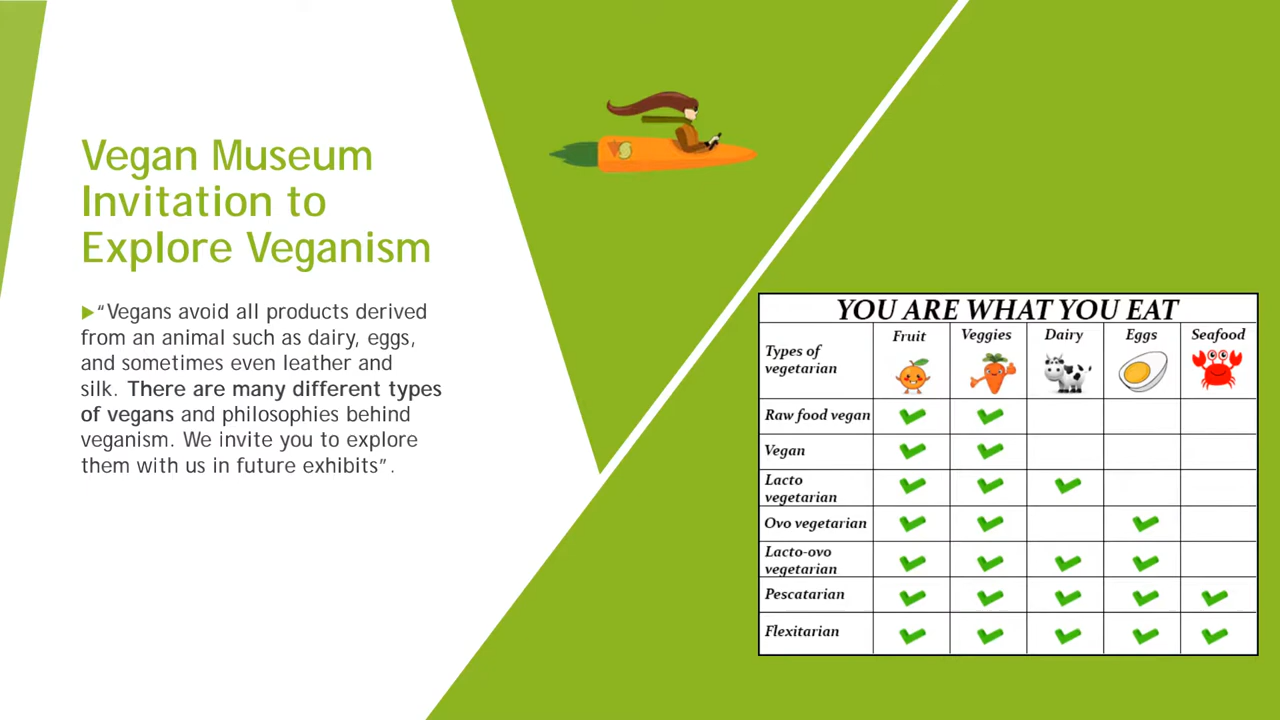 Vegan Museum
Invitation to
Explore Veganism
“Vegans avoid all products derived
from an animal such as dairy, eggs,
and sometimes even leather and
silk. There are many different types
of vegans and philosophies behind
veganism. We invite you to explore
them with us in future exhibits”.
YOU ARE WHAT YOU EAT
Types of
vegetarian
Fruit Veggies Dairy Eggs Seafood
Raw food vegan
Vegan
Lacto
vegetarian
Ovo vegetarian
Lacto-ovo
vegetarian
Pescatarian
Flexitarian